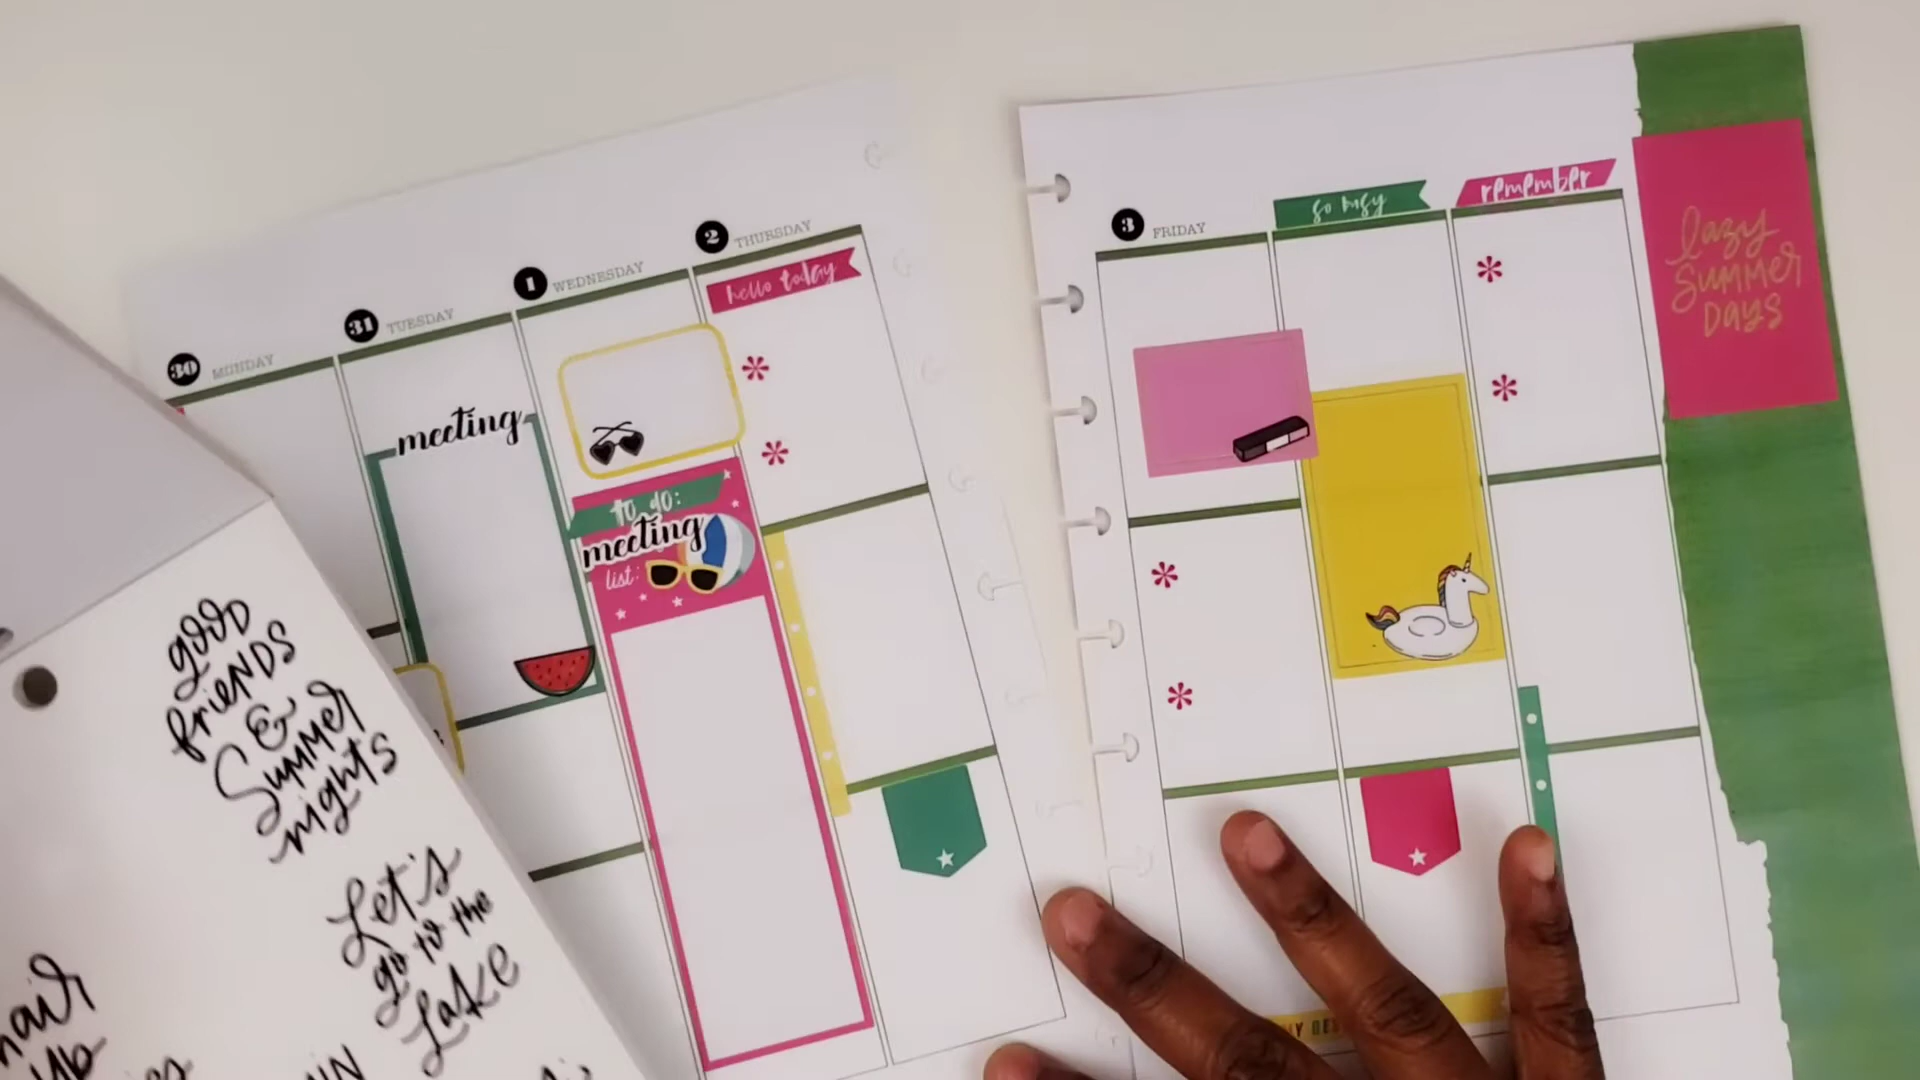 30 MONDAY
31 TUESDAY
1 WEDNESDAY
2 THURSDAY
hello today
meeting
to do:
meeting
list:
3 FRIDAY
so busy
remember
lazy
summer
days
good
friends
&
summer
nights
Let's
go to the
lake